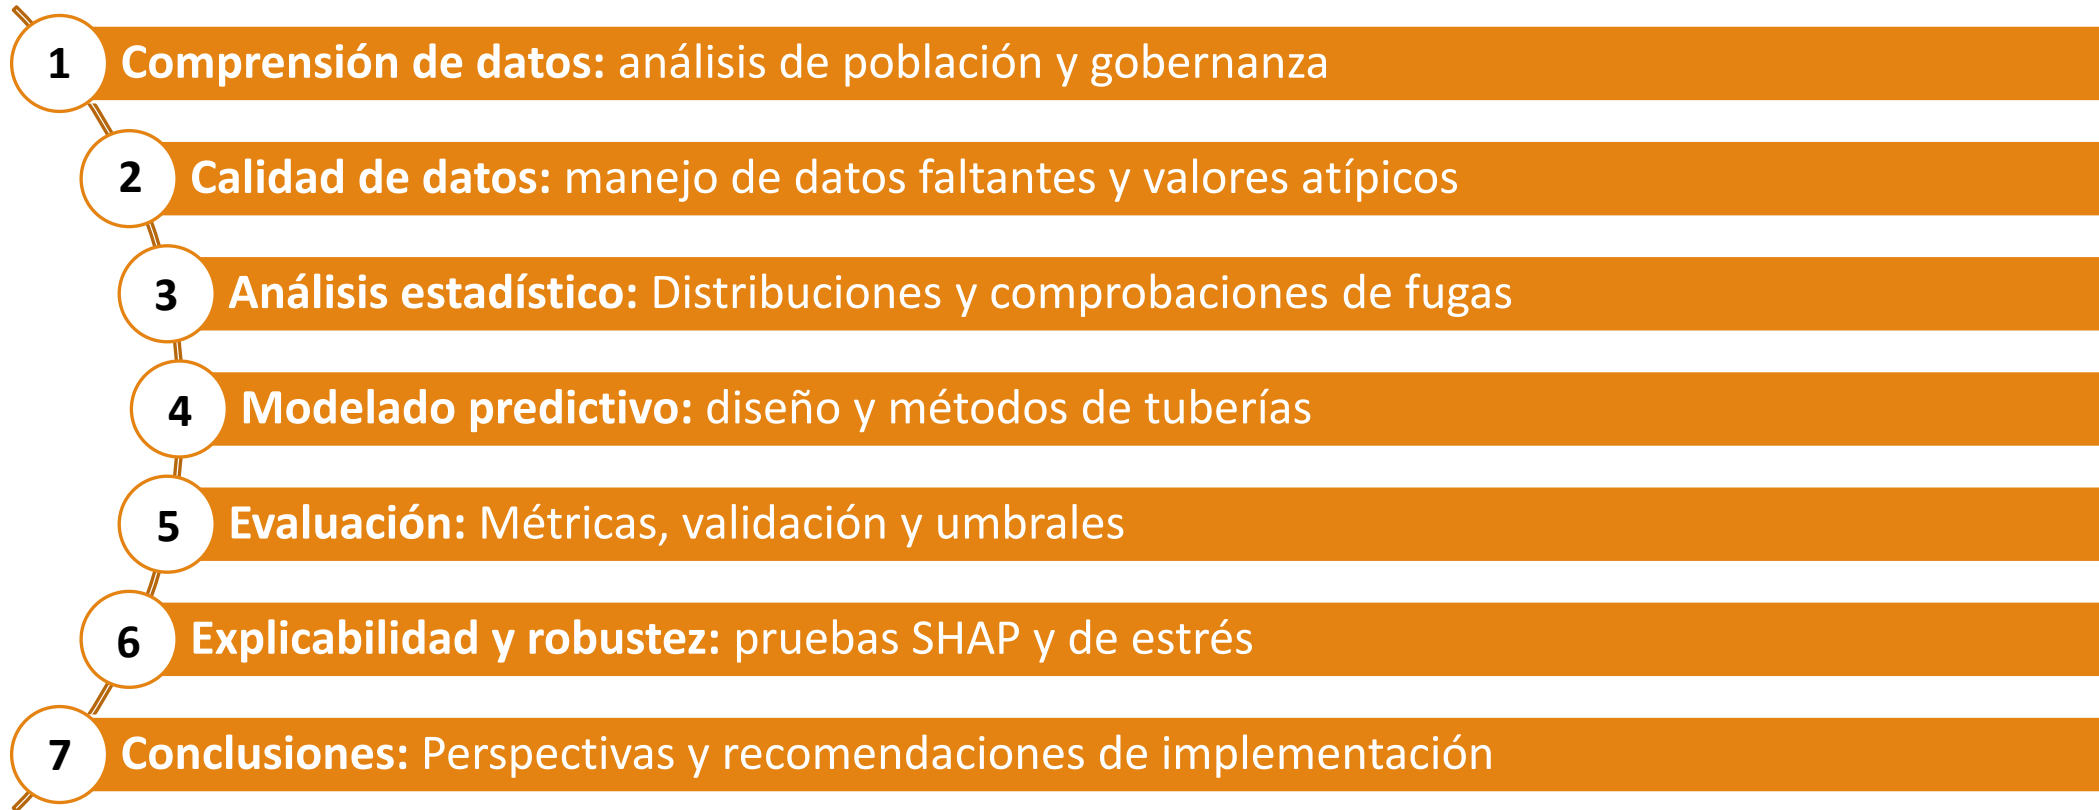 1 Comprensión de datos: análisis de población y gobernanza
2 Calidad de datos: manejo de datos faltantes y valores atípicos
3 Análisis estadístico: Distribuciones y comprobaciones de fugas
4 Modelado predictivo: diseño y métodos de tuberías
5 Evaluación: Métricas, validación y umbrales
6 Explicabilidad y robustez: pruebas SHAP y de estrés
7 Conclusiones: Perspectivas y recomendaciones de implementación